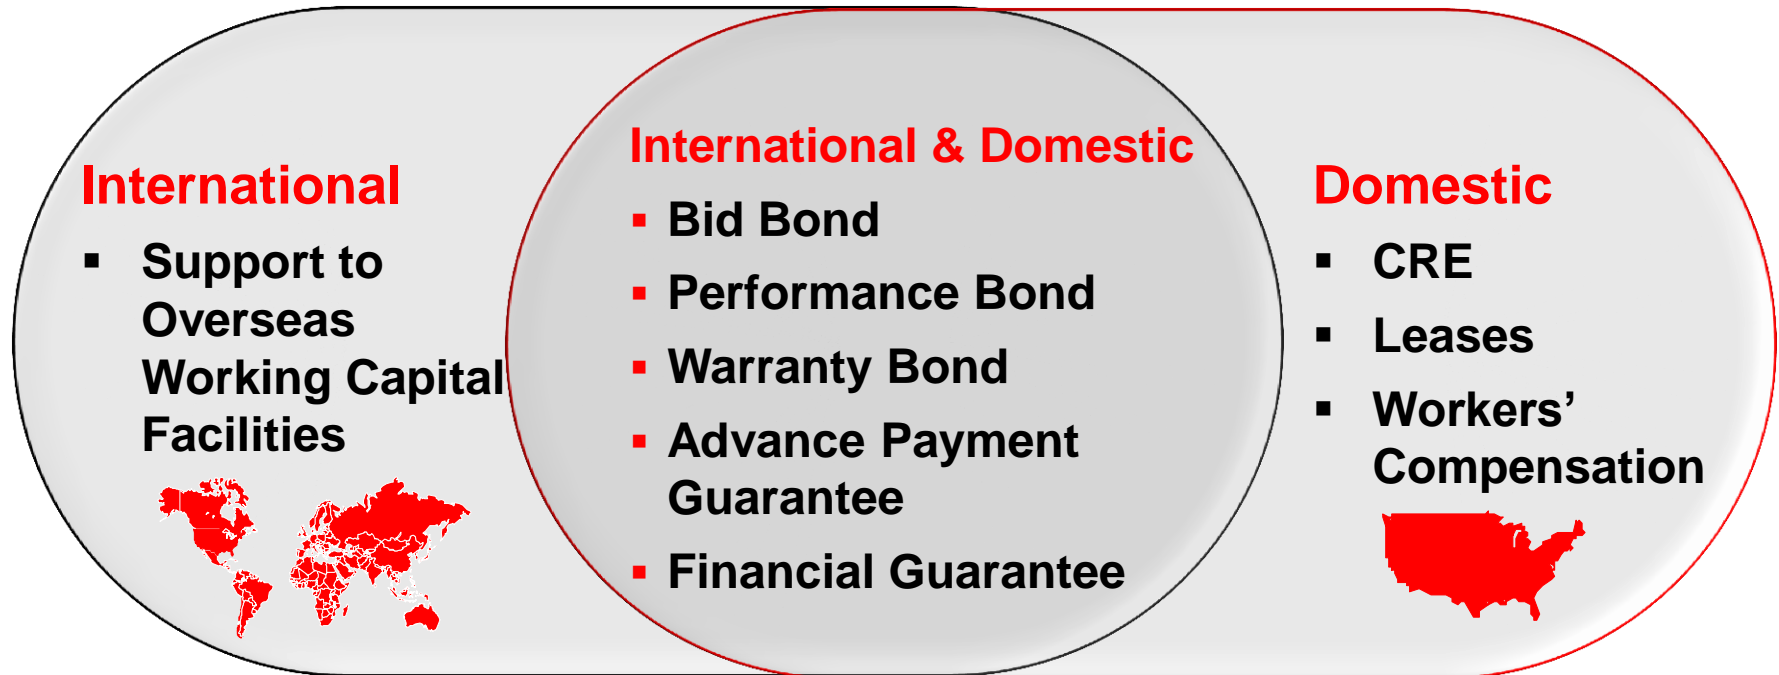 International
▪ Support to
Overseas
Working Capital
Facilities
International & Domestic
▪ Bid Bond
▪ Performance Bond
▪ Warranty Bond
▪ Advance Payment
Guarantee
▪ Financial Guarantee
Domestic
▪ CRE
▪ Leases
▪ Workers’
Compensation